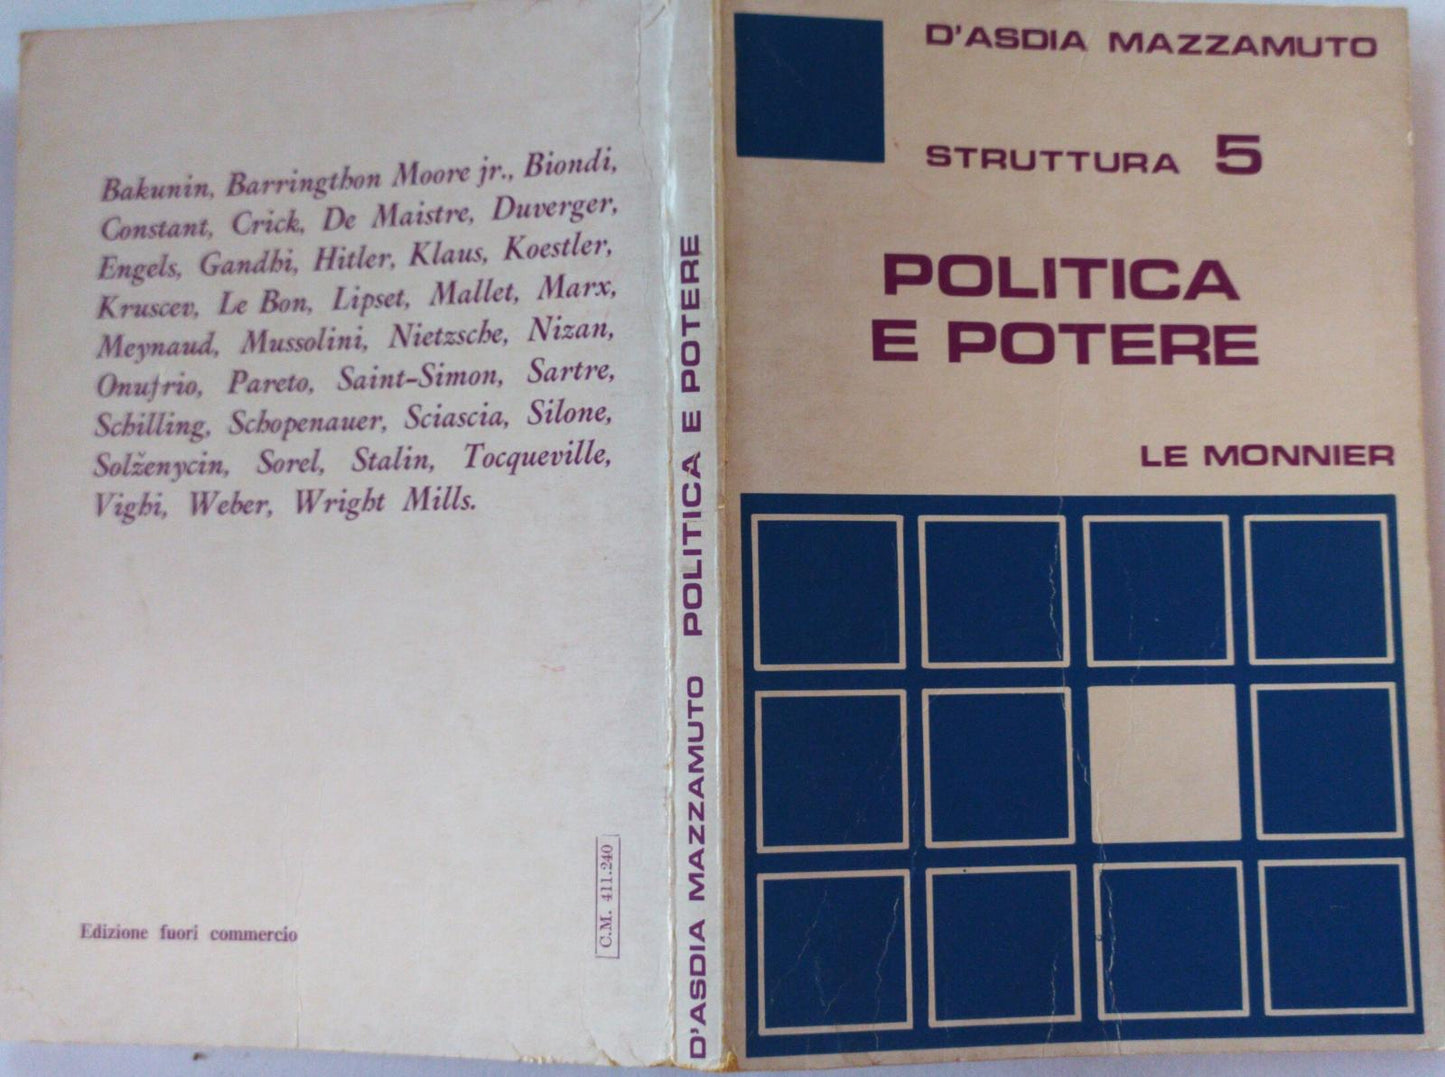 Bakunin, Barringthon Moore jr., Biondi,
Constant, Crick, De Maistre, Duverger,
Engels, Gandhi, Hitler, Klaus, Koestler,
Kruscev, Le Bon, Lipset, Mallet, Marx,
Meynaud, Mussolini, Nietzsche, Nizan,
Onufrio, Pareto, Saint-Simon, Sartre,
Schilling, Schopenauer, Sciascia, Silone,
Solženycin, Sorel, Stalin, Tocqueville,
Vighi, Weber, Wright Mills.
Edizione fuori commercio
C.M. 411.240
D'ASDIA MAZZAMUTO POLITICA E POTERE
D'ASDIA MAZZAMUTO
STRUTTURA 5
POLITICA
E POTERE
LE MONNIER